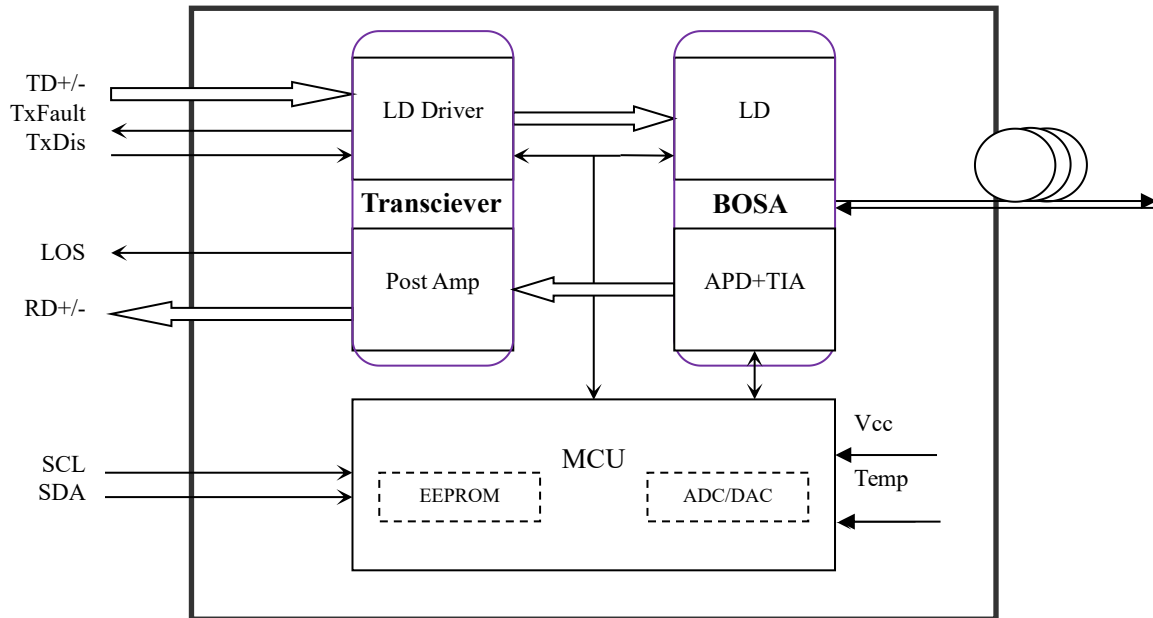 TD+/-
TxFault
TxDis
LOS
RD+/-
SCL
SDA
LD Driver
Transciever
Post Amp
LD
BOSA
APD+TIA
MCU
EEPROM
ADC/DAC
Vcc
Temp